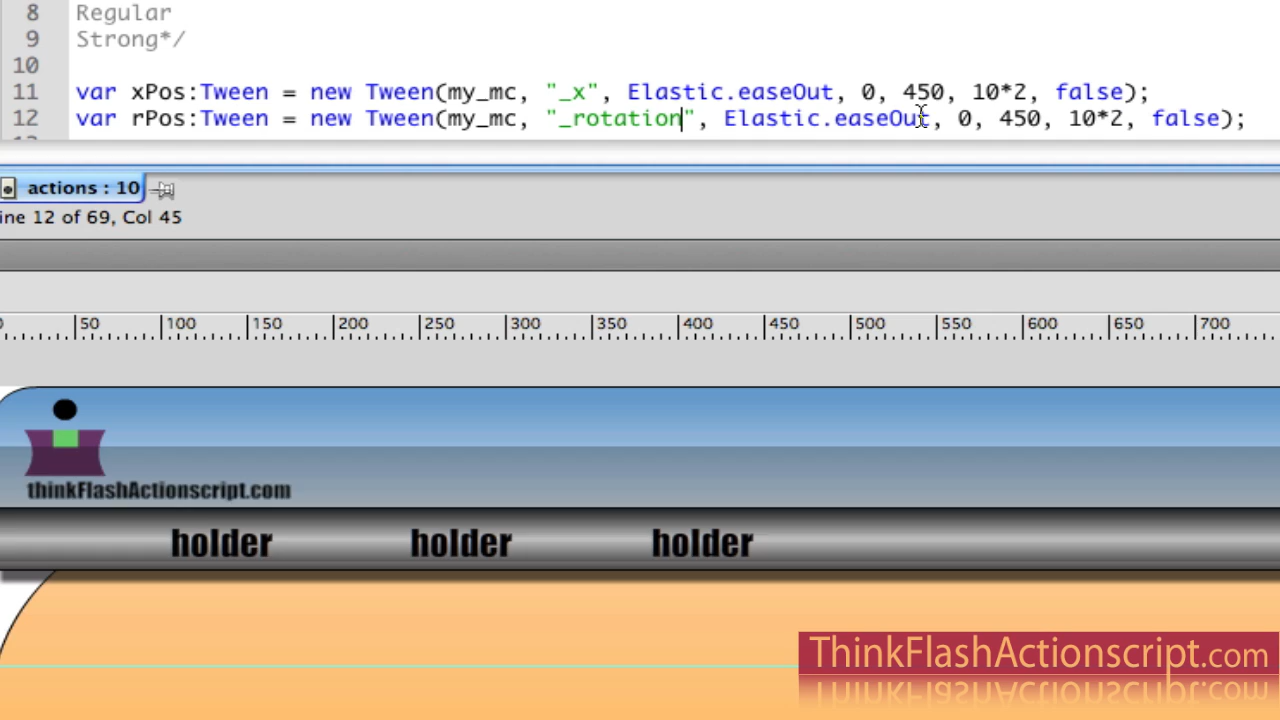 8 Regular
9 Strong*/
10
11 var xPos:Tween = new Tween(my_mc, "_x", Elastic.easeOut, 0, 450, 10*2, false);
12 var rPos:Tween = new Tween(my_mc, "_rotation", Elastic.easeOut, 0, 450, 10*2, false);
actions : 10
ine 12 of 69, Col 45
50 100 150 200 250 300 350 400 450 500 550 600 650 700
thinkFlashActionscript.com
holder holder holder
ThinkFlashActionscript.com